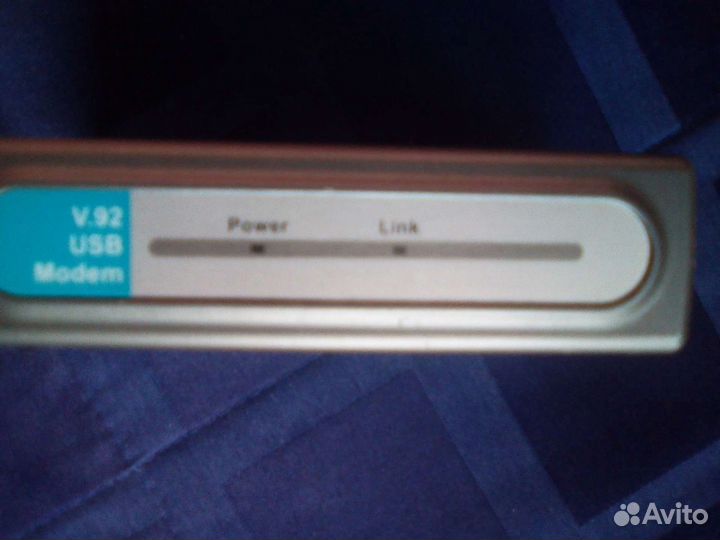 V.92
USB
Modem
Power
Link
Avito